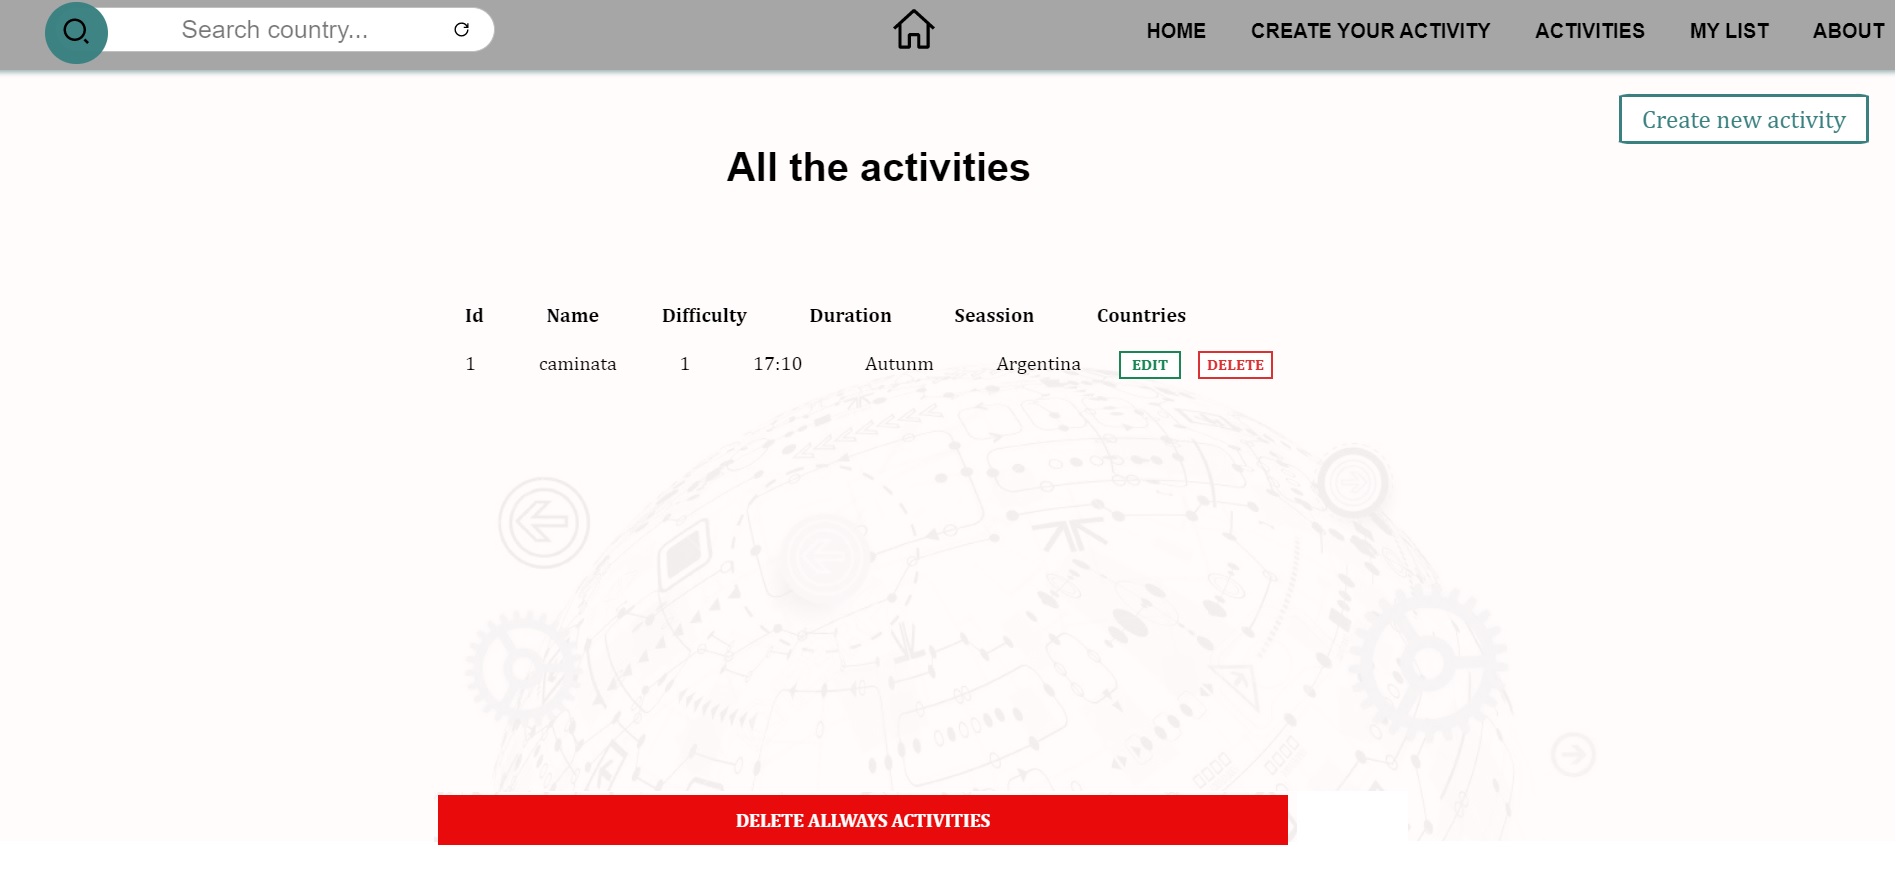 Search country...
HOME CREATE YOUR ACTIVITY ACTIVITIES MY LIST ABOUT
Create new activity
All the activities
Id Name Difficulty Duration Seassion Countries
1 caminata 1 17:10 Autunm Argentina EDIT DELETE
DELETE ALLWAYS ACTIVITIES